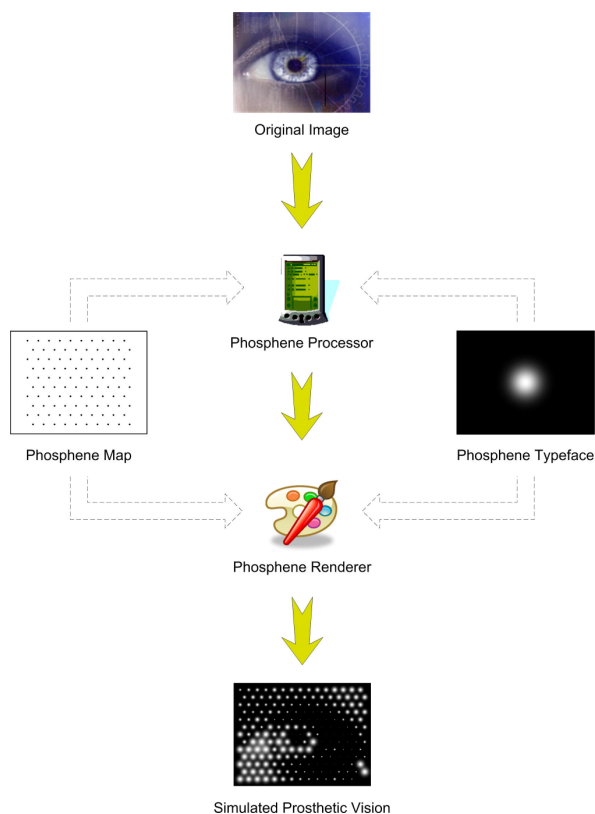 Original Image
Phosphene Processor
Phosphene Map
Phosphene Typeface
Phosphene Renderer
Simulated Prosthetic Vision